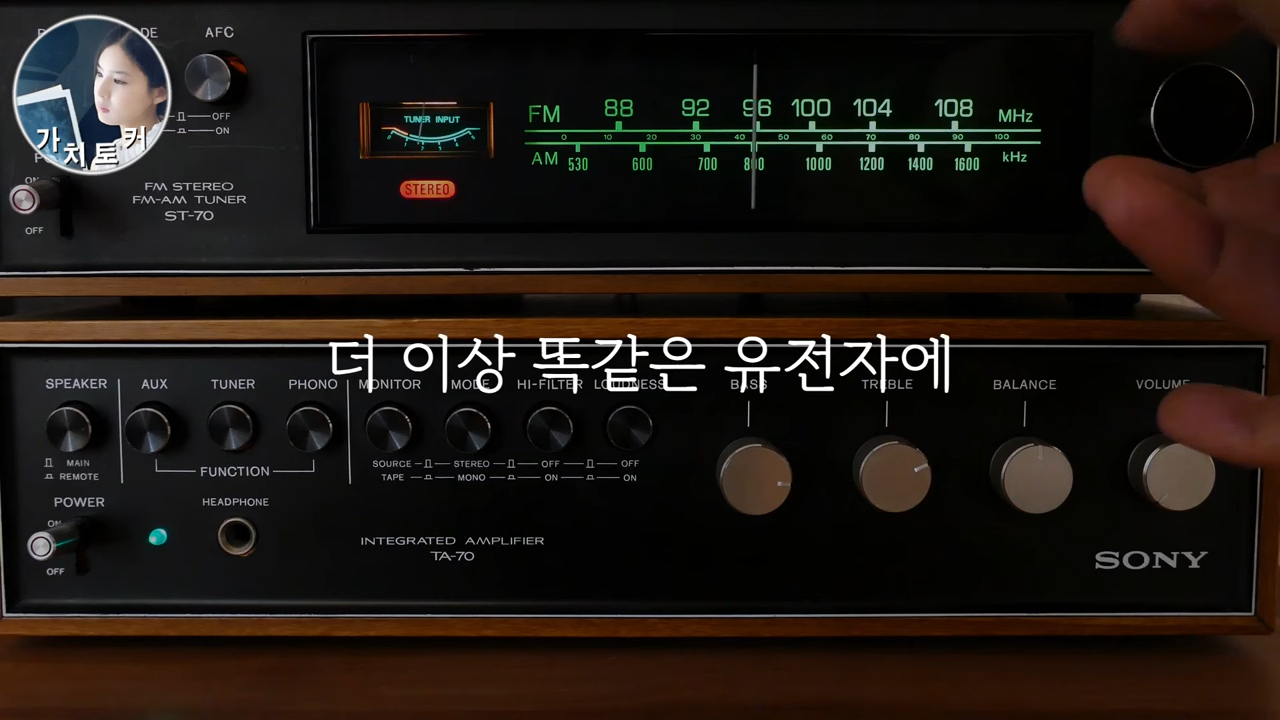 AFC
OFF
ON
가치토커
ON
OFF
FM STEREO
FM-AM TUNER
ST-70
TUNER INPUT
STEREO
FM 88 92 96 100 104 108 MHz
0 10 20 30 40 50 60 70 80 90 100
AM 530 600 700 800 1000 1200 1400 1600 kHz
더 이상 똑같은 유전자에
SPEAKER AUX TUNER PHONO MONITOR MODE HI-FILTER LOUDNESS BASS TREBLE BALANCE VOLUME
MAIN
REMOTE
FUNCTION
SOURCE STEREO OFF OFF
TAPE MONO ON ON
POWER
ON
OFF
HEADPHONE
INTEGRATED AMPLIFIER
TA-70
SONY